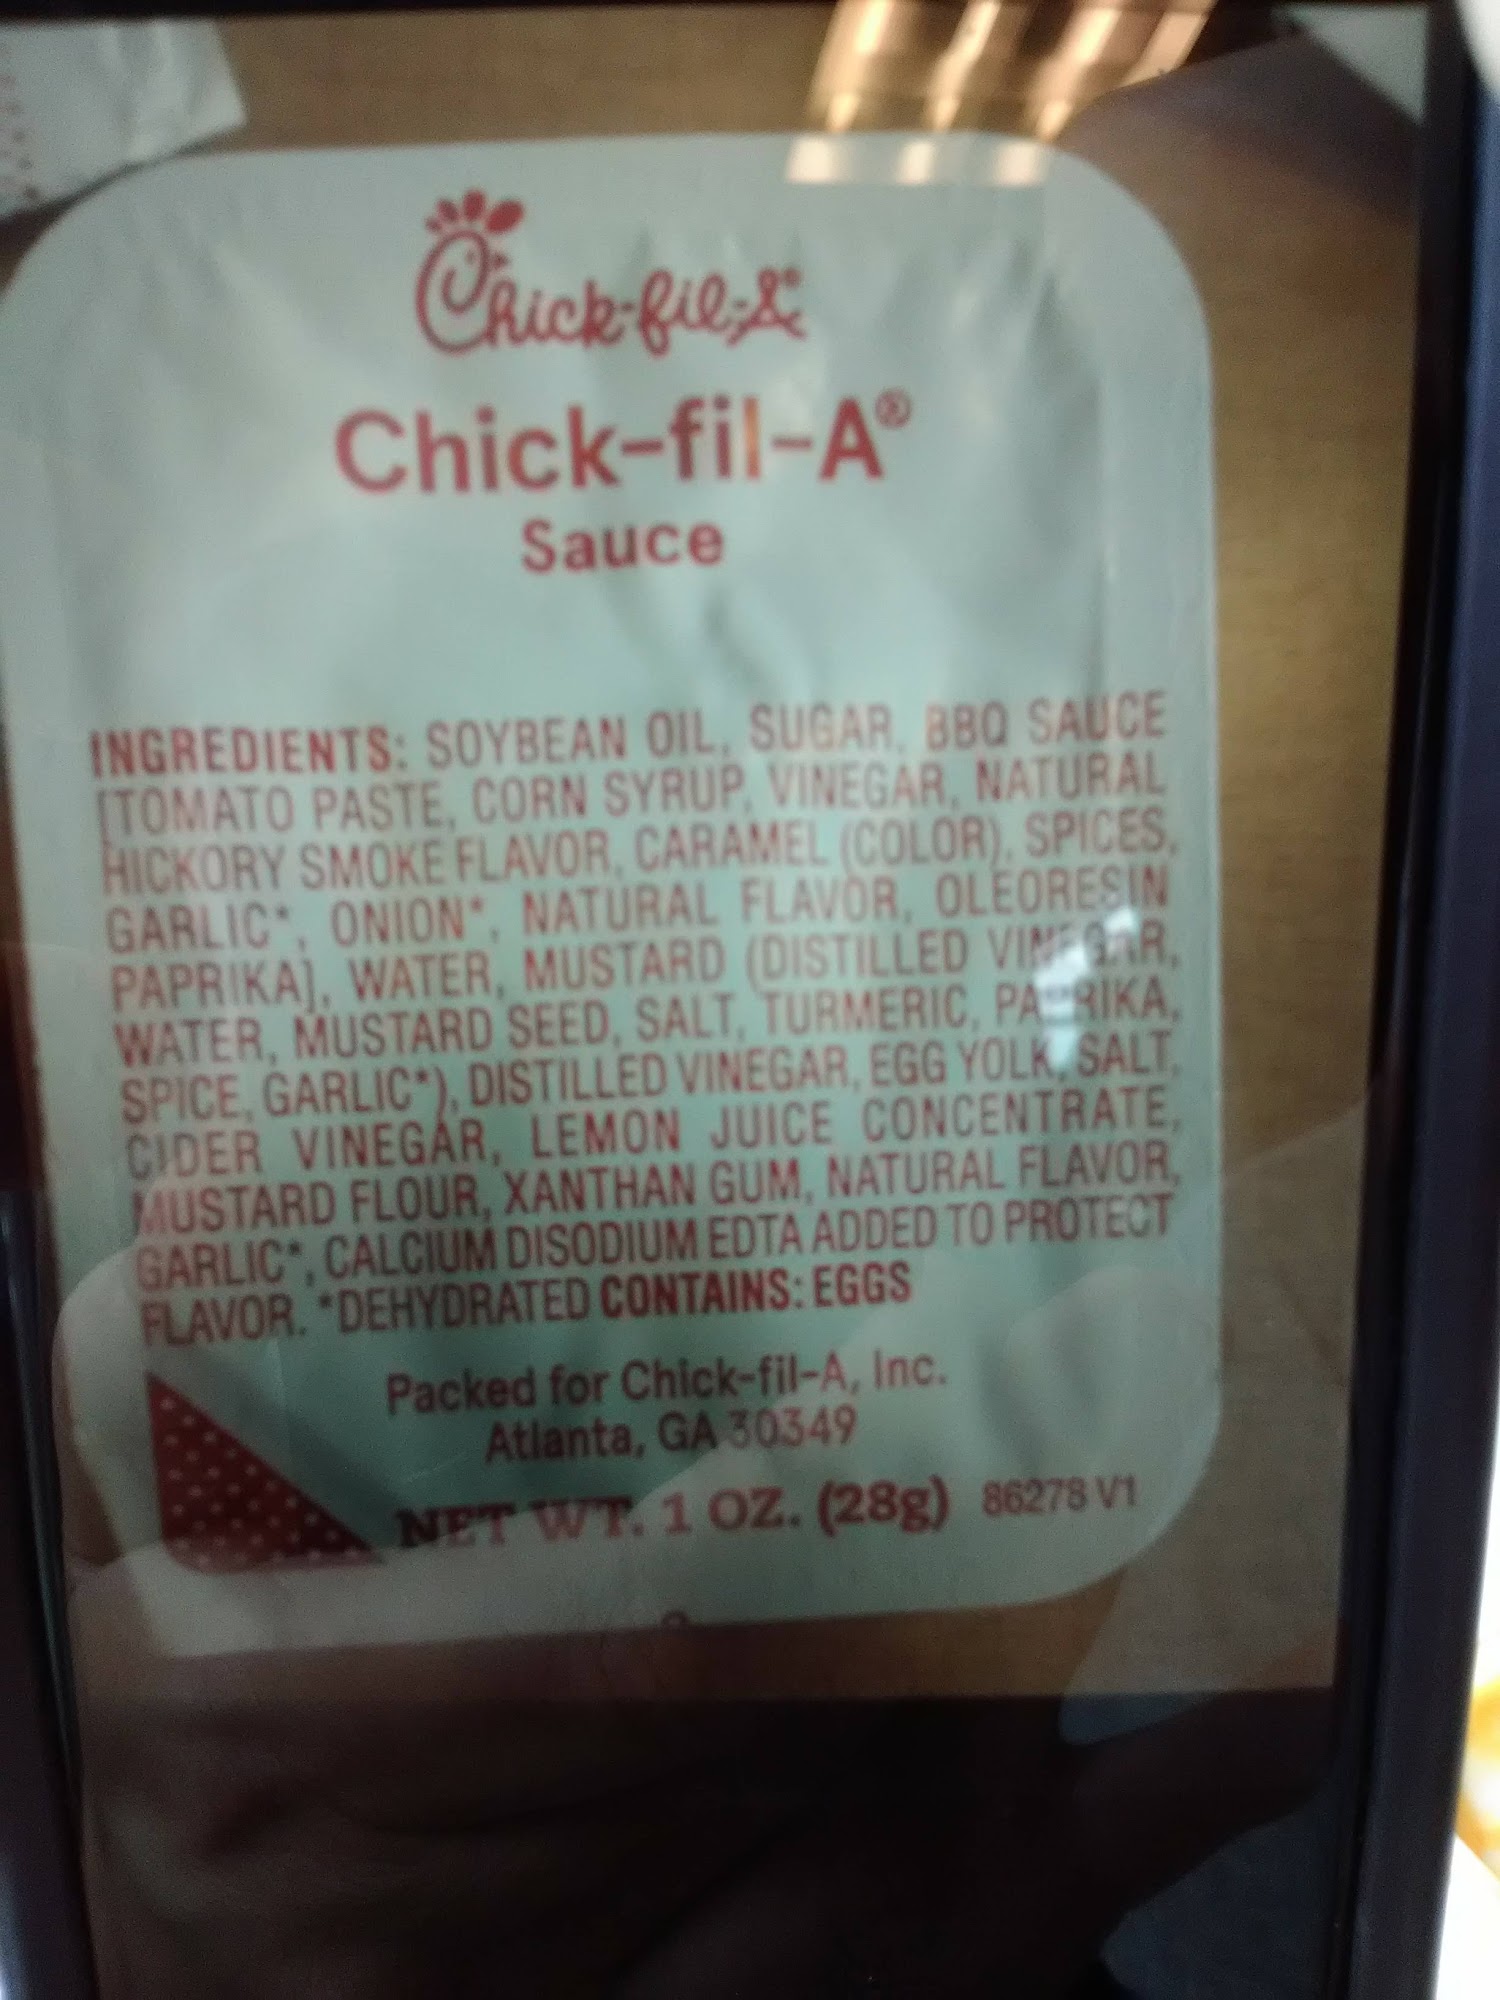 Chick-fil-A®
Chick-fil-A®
Sauce
INGREDIENTS: SOYBEAN OIL, SUGAR, BBQ SAUCE
[TOMATO PASTE, CORN SYRUP, VINEGAR, NATURAL
HICKORY SMOKE FLAVOR, CARAMEL (COLOR), SPICES,
GARLIC*, ONION*, NATURAL FLAVOR, OLEORESIN
PAPRIKA], WATER, MUSTARD (DISTILLED VINEGAR,
WATER, MUSTARD SEED, SALT, TURMERIC, PAPRIKA,
SPICE, GARLIC*), DISTILLED VINEGAR, EGG YOLK, SALT,
CIDER VINEGAR, LEMON JUICE CONCENTRATE,
MUSTARD FLOUR, XANTHAN GUM, NATURAL FLAVOR,
GARLIC*, CALCIUM DISODIUM EDTA ADDED TO PROTECT
FLAVOR. *DEHYDRATED CONTAINS: EGGS
Packed for Chick-fil-A, Inc.
Atlanta, GA 30349
NET WT. 1 OZ. (28g) 86278 V1